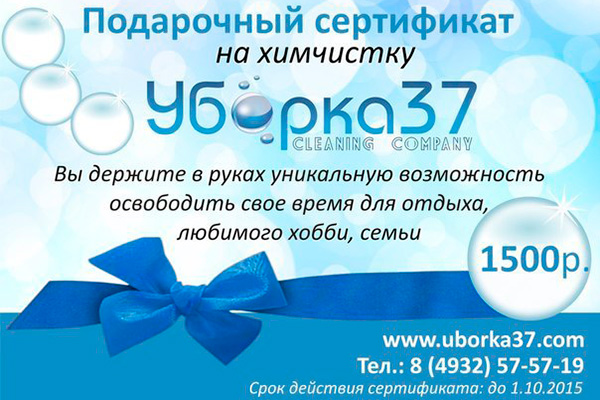 Подарочный сертификат
на химчистку
Уборка37
CLEANING COMPANY
Вы держите в руках уникальную возможность
освободить свое время для отдыха,
любимого хобби, семьи
1500р.
www.uborka37.com
Тел.: 8 (4932) 57-57-19
Срок действия сертификата: до 1.10.2015